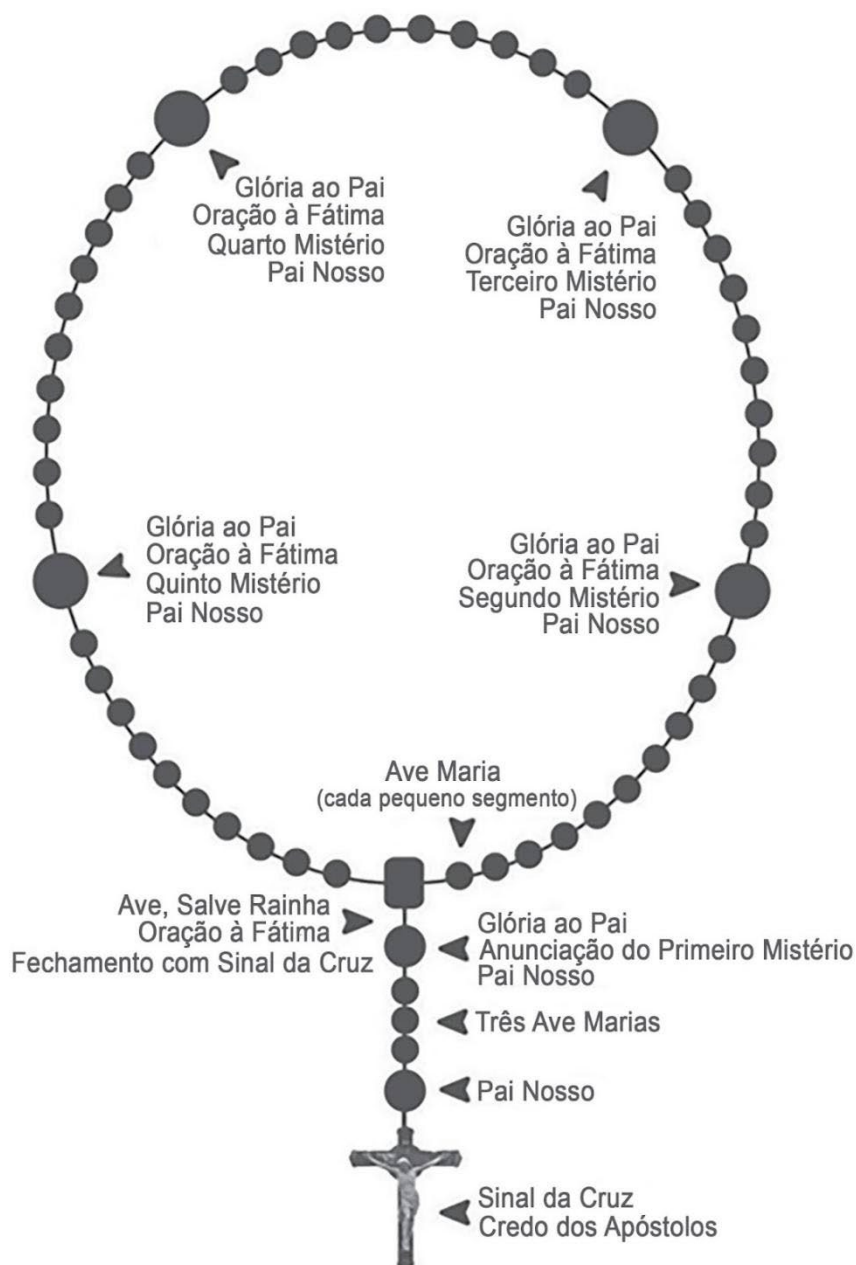 Glória ao Pai
Oração à Fátima
Quarto Mistério
Pai Nosso
Glória ao Pai
Oração à Fátima
Terceiro Mistério
Pai Nosso
Glória ao Pai
Oração à Fátima
Quinto Mistério
Pai Nosso
Glória ao Pai
Oração à Fátima
Segundo Mistério
Pai Nosso
Ave Maria
(cada pequeno segmento)
Ave, Salve Rainha
Oração à Fátima
Fechamento com Sinal da Cruz
Glória ao Pai
Anunciação do Primeiro Mistério
Pai Nosso
Três Ave Marias
Pai Nosso
Sinal da Cruz
Credo dos Apóstolos